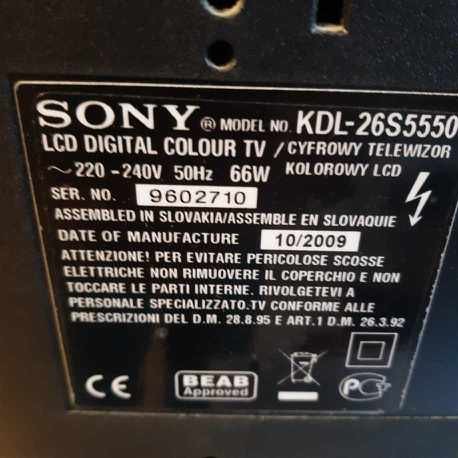 SONY ® MODEL NO. KDL-26S5550
LCD DIGITAL COLOUR TV / CYFROWY TELEWIZOR
~220 -240V 50Hz 66W KOLOROWY LCD
SER. NO. 9602710
ASSEMBLED IN SLOVAKIA/ASSEMBLE EN SLOVAQUIE
DATE OF MANUFACTURE 10/2009
ATTENZIONE! PER EVITARE PERICOLOSE SCOSSE
ELETTRICHE NON RIMUOVERE IL COPERCHIO E NON
TOCCARE LE PARTI INTERNE. RIVOLGETEVI A
PERSONALE SPECIALIZZATO.TV CONFORME ALLE
PRESCRIZIONI DEL D.M. 28.8.95 E ART.1 D.M. 26.3.92
CE
BEAB
Approved